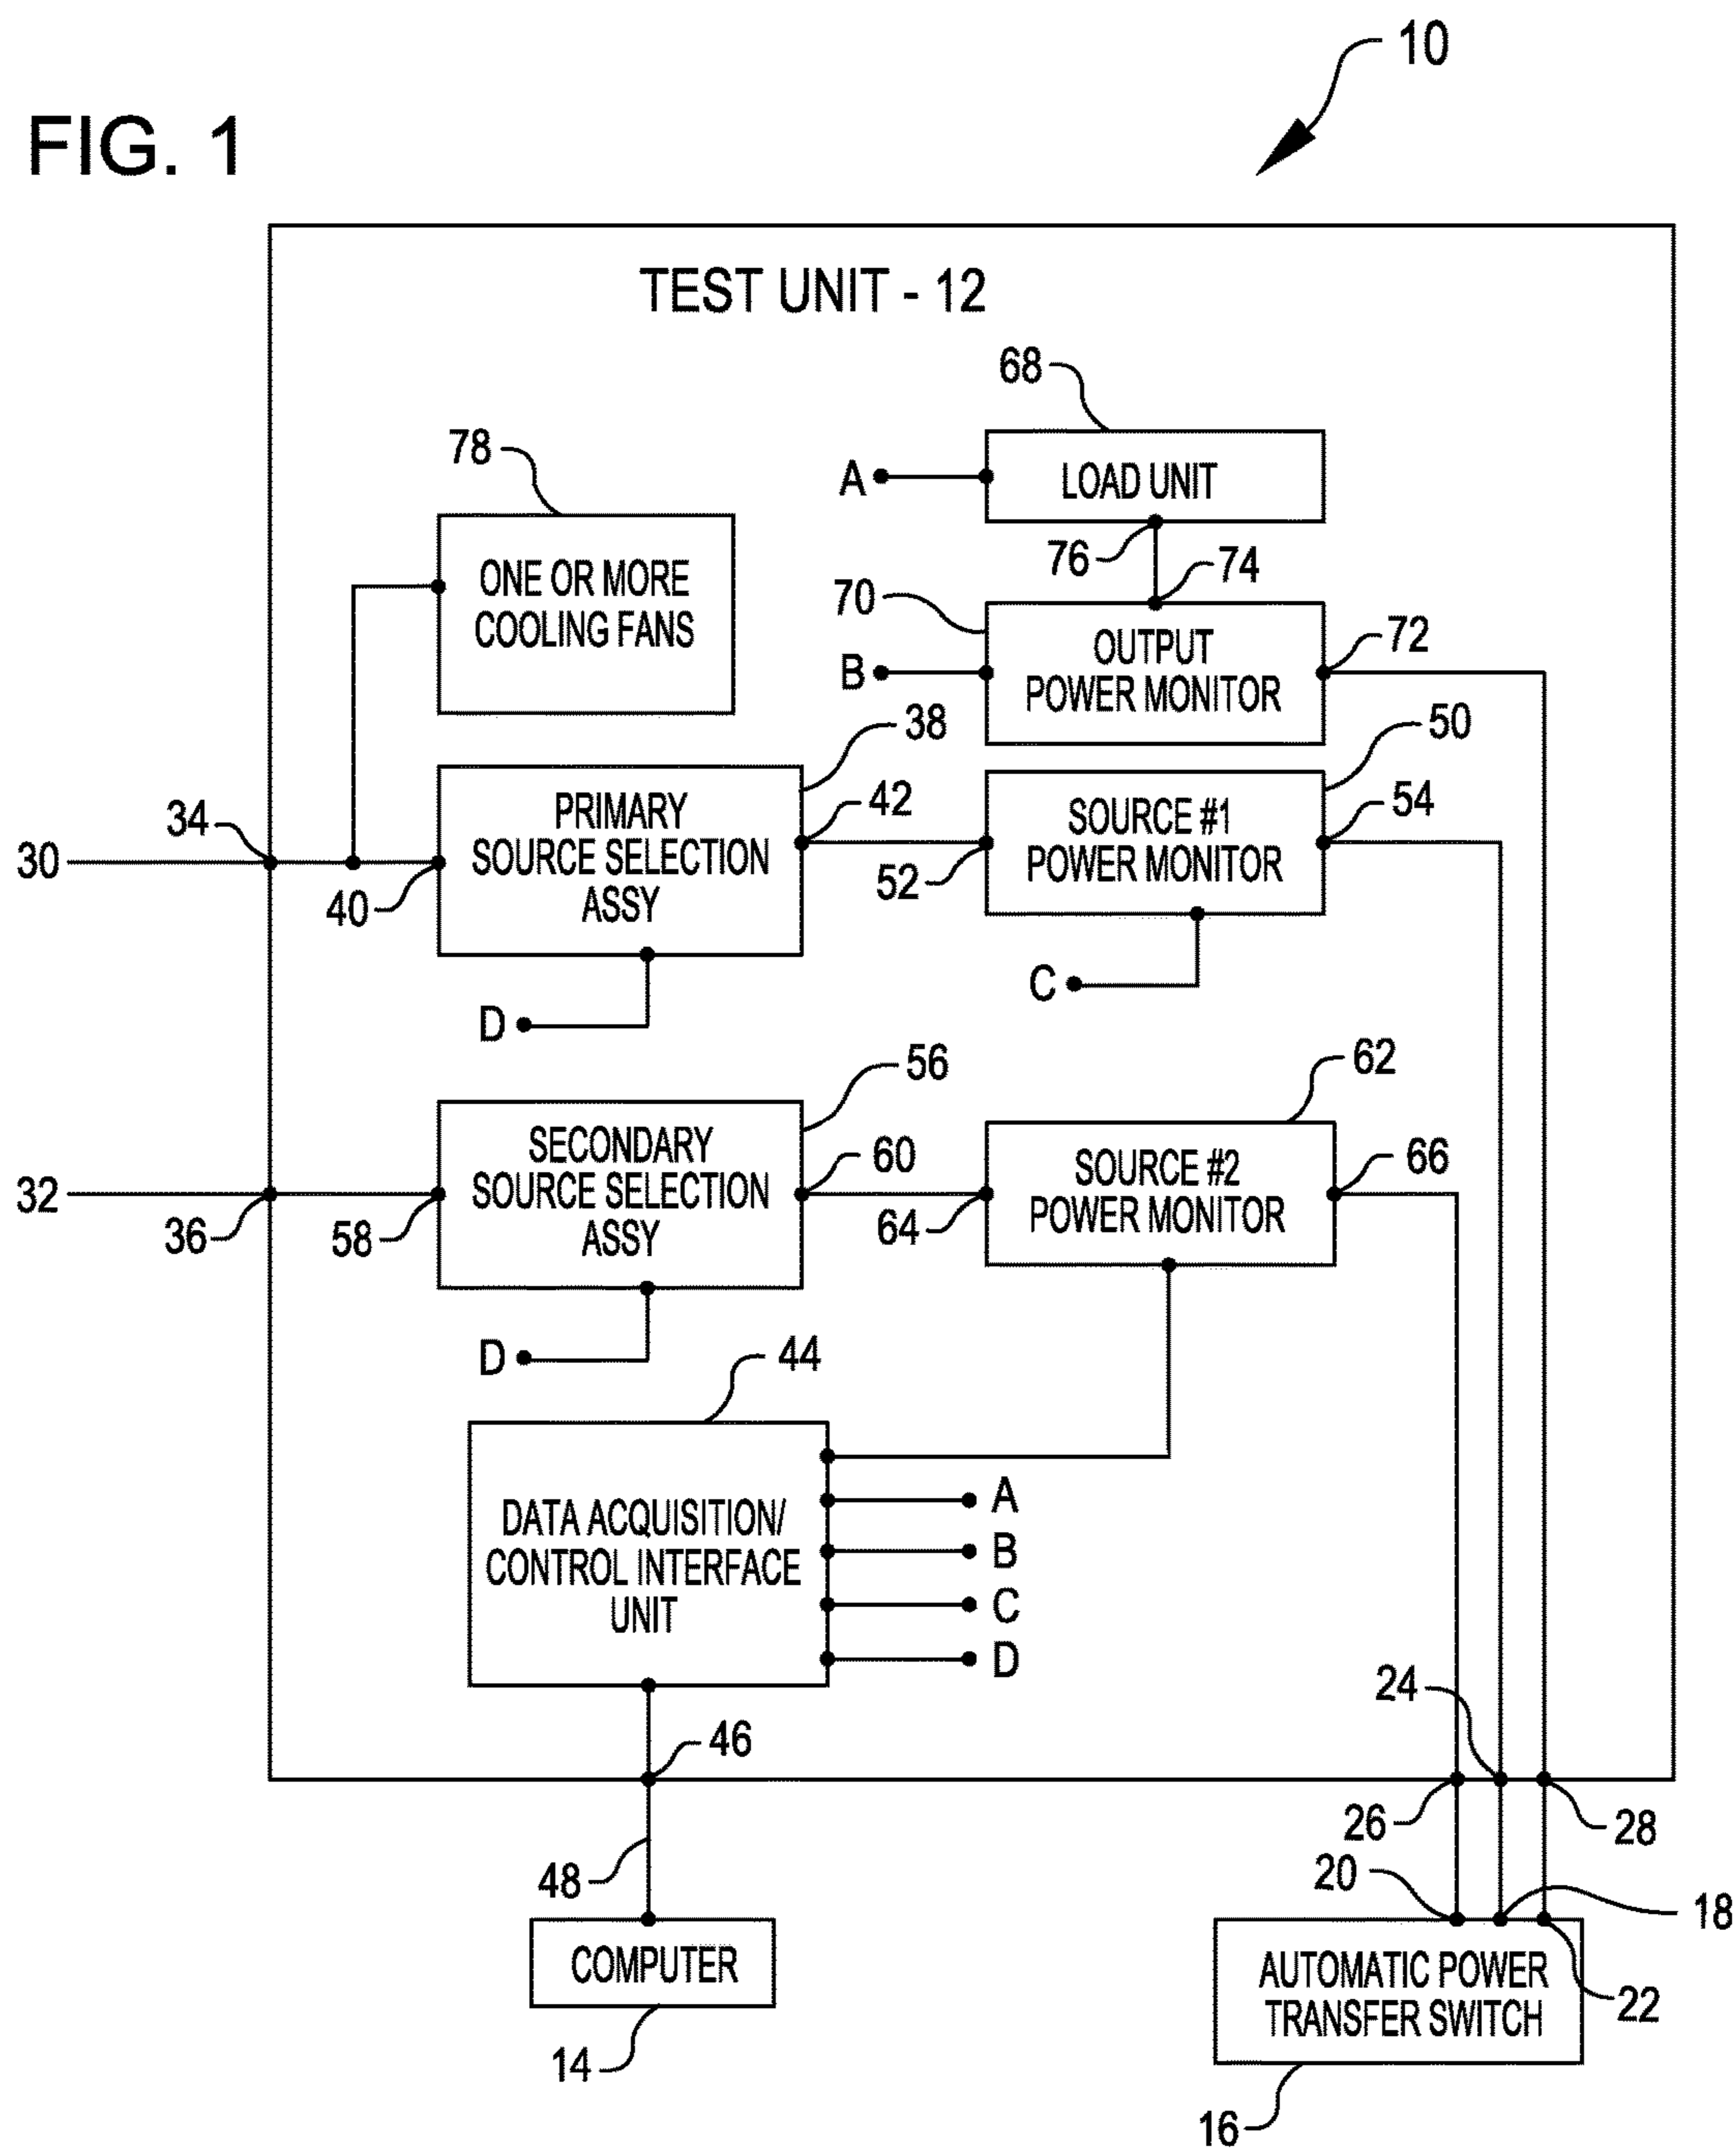 10
FIG. 1
TEST UNIT - 12
68
78
A
LOAD UNIT
ONE OR MORE
COOLING FANS
76
74
70
72
B
OUTPUT
POWER MONITOR
38
50
34
PRIMARY
SOURCE SELECTION
ASSY
42
SOURCE #1
POWER MONITOR
54
30
40
52
C
D
56
62
SECONDARY
SOURCE SELECTION
ASSY
60
SOURCE #2
POWER MONITOR
66
32
36
58
64
D
44
DATA ACQUISITION/
CONTROL INTERFACE
UNIT
A
B
C
D
24
46
26
28
48
20
18
COMPUTER
AUTOMATIC POWER
TRANSFER SWITCH
22
14
16